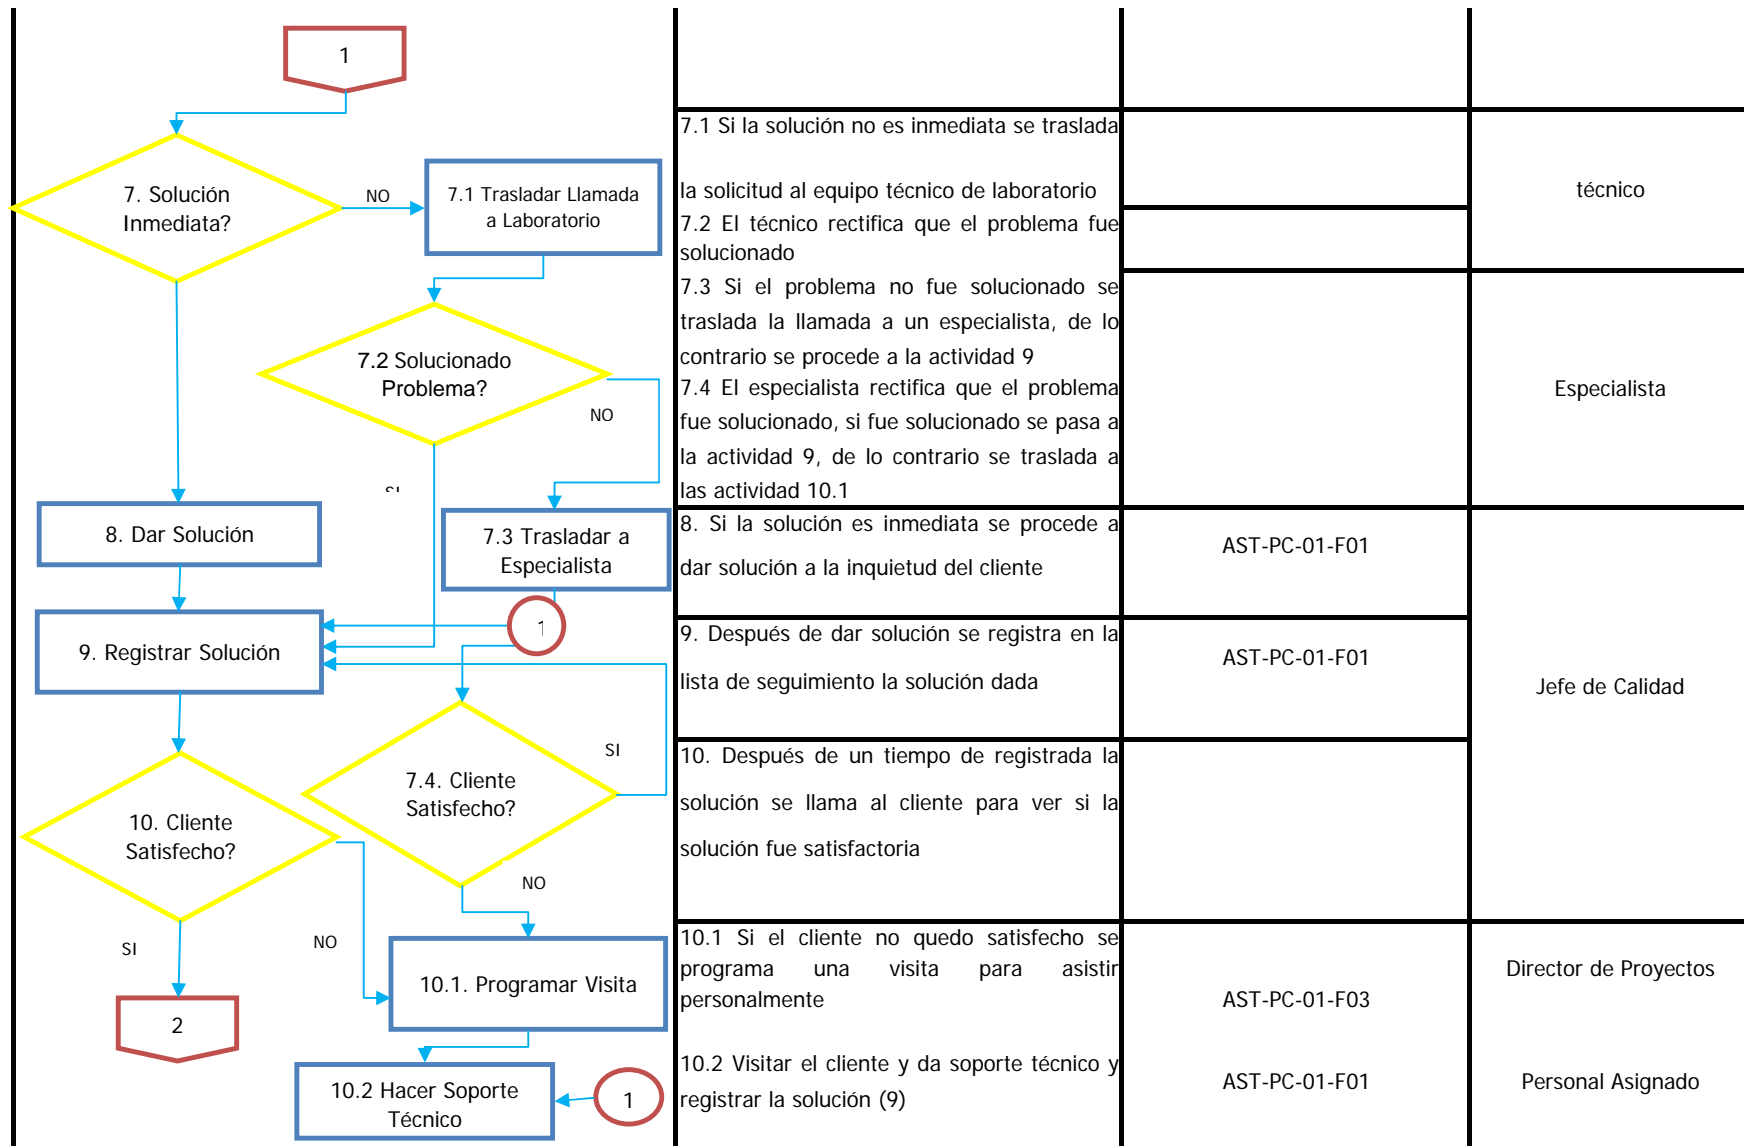 1
7. Solución
Inmediata?
NO
7.1 Trasladar Llamada
a Laboratorio
7.2 Solucionado
Problema?
NO
8. Dar Solución
7.3 Trasladar a
Especialista
1
9. Registrar Solución
SI
7.4. Cliente
Satisfecho?
10. Cliente
Satisfecho?
NO
SI
NO
10.1. Programar Visita
2
10.2 Hacer Soporte
Técnico
1
7.1 Si la solución no es inmediata se traslada
la solicitud al equipo técnico de laboratorio
7.2 El técnico rectifica que el problema fue
solucionado
7.3 Si el problema no fue solucionado se
traslada la llamada a un especialista, de lo
contrario se procede a la actividad 9
7.4 El especialista rectifica que el problema
fue solucionado, si fue solucionado se pasa a
la actividad 9, de lo contrario se traslada a
las actividad 10.1
8. Si la solución es inmediata se procede a
dar solución a la inquietud del cliente
9. Después de dar solución se registra en la
lista de seguimiento la solución dada
10. Después de un tiempo de registrada la
solución se llama al cliente para ver si la
solución fue satisfactoria
10.1 Si el cliente no quedo satisfecho se
programa una visita para asistir
personalmente
10.2 Visitar el cliente y da soporte técnico y
registrar la solución (9)
AST-PC-01-F01
AST-PC-01-F01
AST-PC-01-F03
AST-PC-01-F01
técnico
Especialista
Jefe de Calidad
Director de Proyectos
Personal Asignado